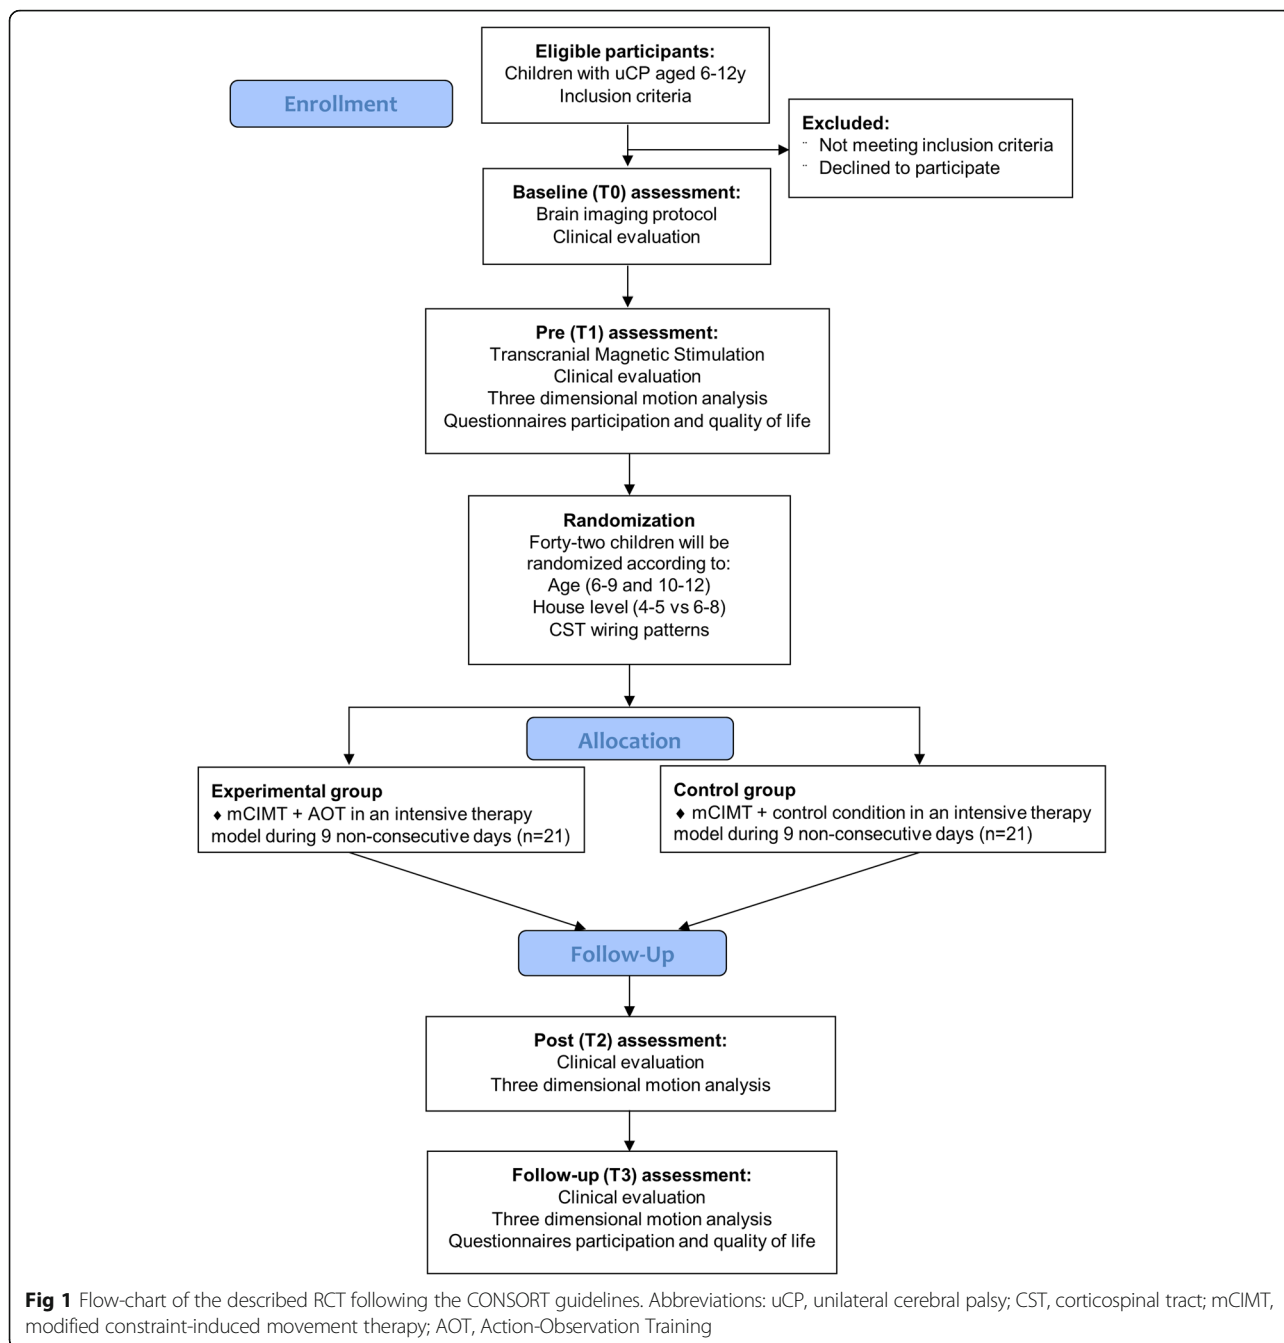 Eligible participants:
Children with uCP aged 6-12y
Inclusion criteria
Enrollment
Excluded:
¨ Not meeting inclusion criteria
¨ Declined to participate
Baseline (T0) assessment:
Brain imaging protocol
Clinical evaluation
Pre (T1) assessment:
Transcranial Magnetic Stimulation
Clinical evaluation
Three dimensional motion analysis
Questionnaires participation and quality of life
Randomization
Forty-two children will be
randomized according to:
Age (6-9 and 10-12)
House level (4-5 vs 6-8)
CST wiring patterns
Allocation
Experimental group
♦ mCIMT + AOT in an intensive therapy
model during 9 non-consecutive days (n=21)
Control group
♦ mCIMT + control condition in an intensive therapy
model during 9 non-consecutive days (n=21)
Follow-Up
Post (T2) assessment:
Clinical evaluation
Three dimensional motion analysis
Follow-up (T3) assessment:
Clinical evaluation
Three dimensional motion analysis
Questionnaires participation and quality of life
Fig 1 Flow-chart of the described RCT following the CONSORT guidelines. Abbreviations: uCP, unilateral cerebral palsy; CST, corticospinal tract; mCIMT,
modified constraint-induced movement therapy; AOT, Action-Observation Training